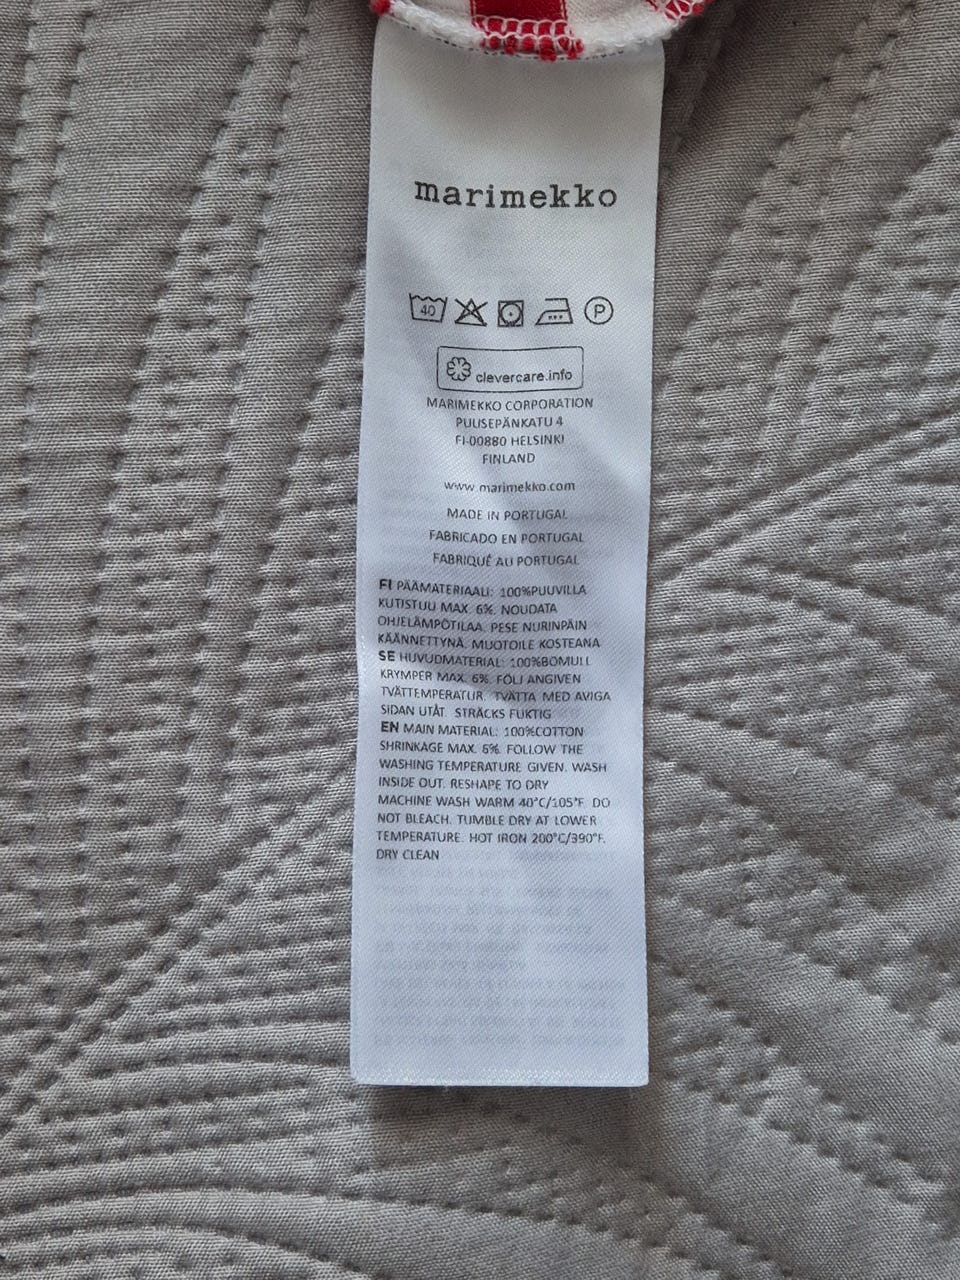 marimekko
40 P
clevercare.info
MARIMEKKO CORPORATION
PUUSEPÄNKATU 4
FI-00880 HELSINKI
FINLAND
www.marimekko.com
MADE IN PORTUGAL
FABRICADO EN PORTUGAL
FABRIQUÉ AU PORTUGAL
FI PÄÄMATERIAALI: 100%PUUVILLA
KUTISTUU MAX. 6%. NOUDATA
OHJELÄMPÖTILAA. PESE NURINPÄIN
KÄÄNNETTYNÄ. MUOTOILE KOSTEANA
SE HUVUDMATERIAL: 100%BOMULL
KRYMPER MAX. 6%. FÖLJ ANGIVEN
TVÄTTEMPERATUR. TVÄTTA MED AVIGA
SIDAN UTÅT. STRÄCKS FUKTIG
EN MAIN MATERIAL: 100%COTTON
SHRINKAGE MAX. 6%. FOLLOW THE
WASHING TEMPERATURE GIVEN. WASH
INSIDE OUT. RESHAPE TO DRY
MACHINE WASH WARM 40°C/105°F. DO
NOT BLEACH. TUMBLE DRY AT LOWER
TEMPERATURE. HOT IRON 200°C/390°F.
DRY CLEAN